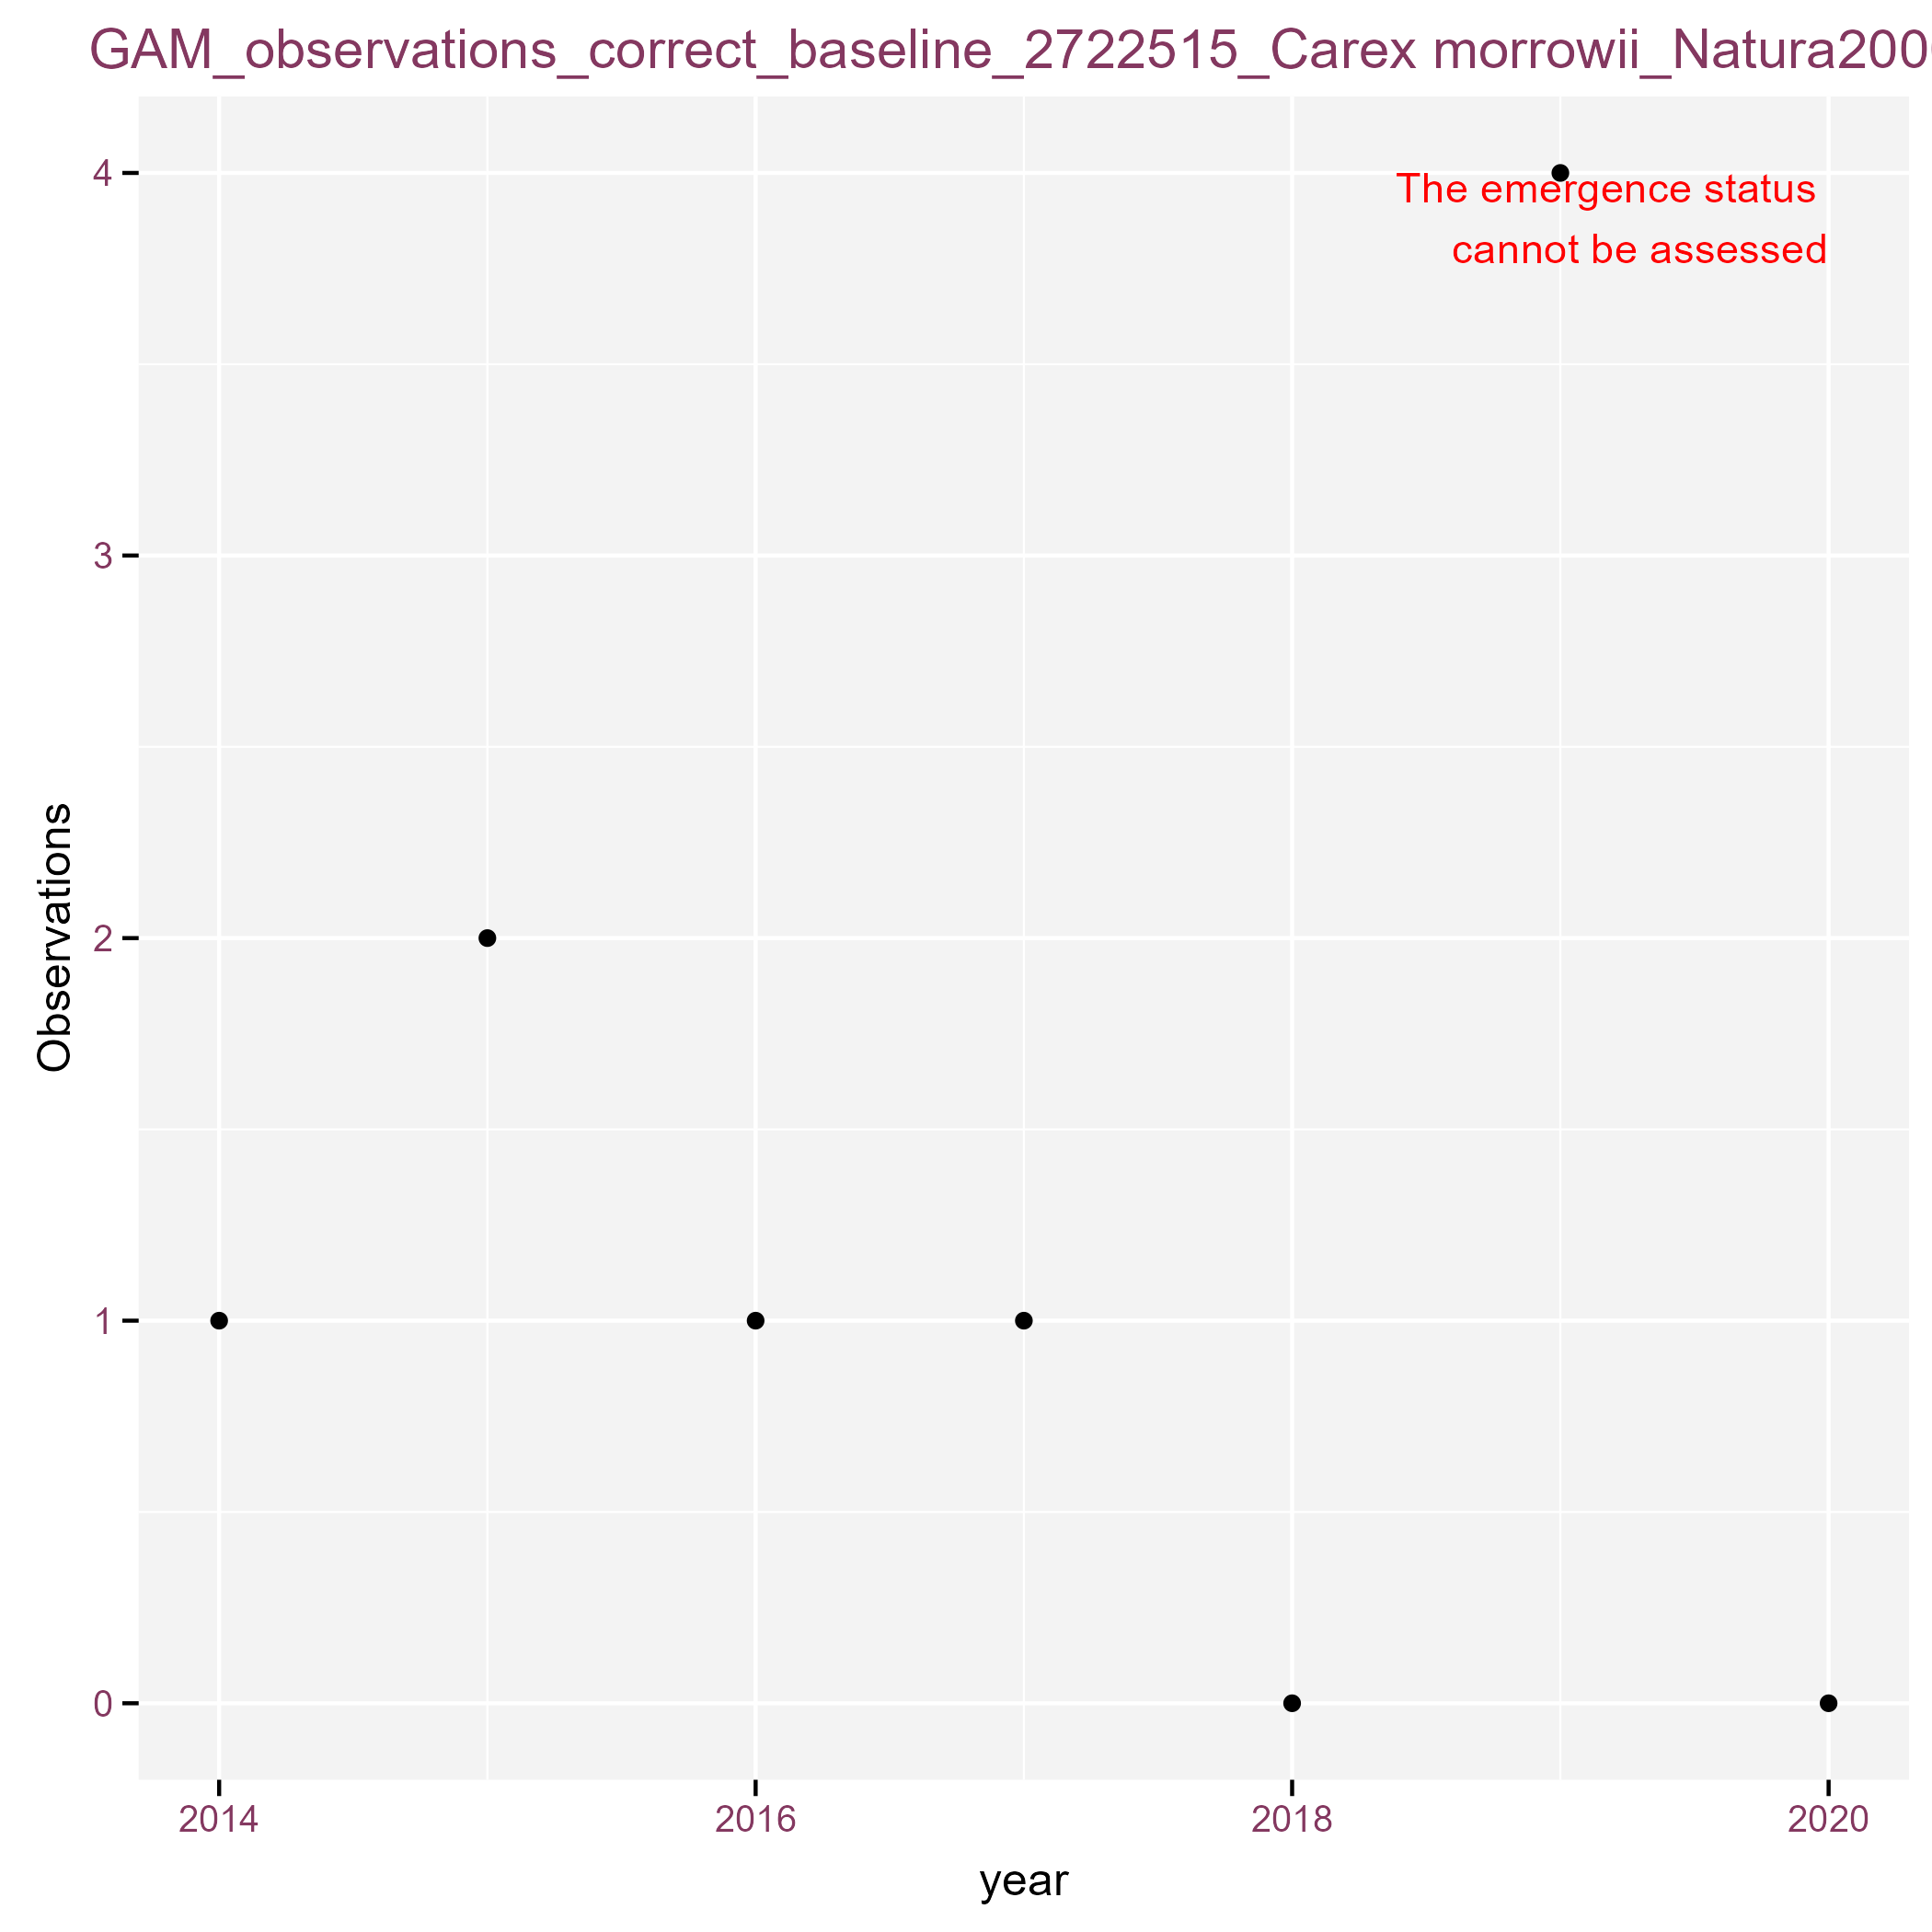 GAM_observations_correct_baseline_2722515_Carex morrowii_Natura200
4
The emergence status
cannot be assessed
3
Observations
2
1
0
2014 2016 2018 2020
year